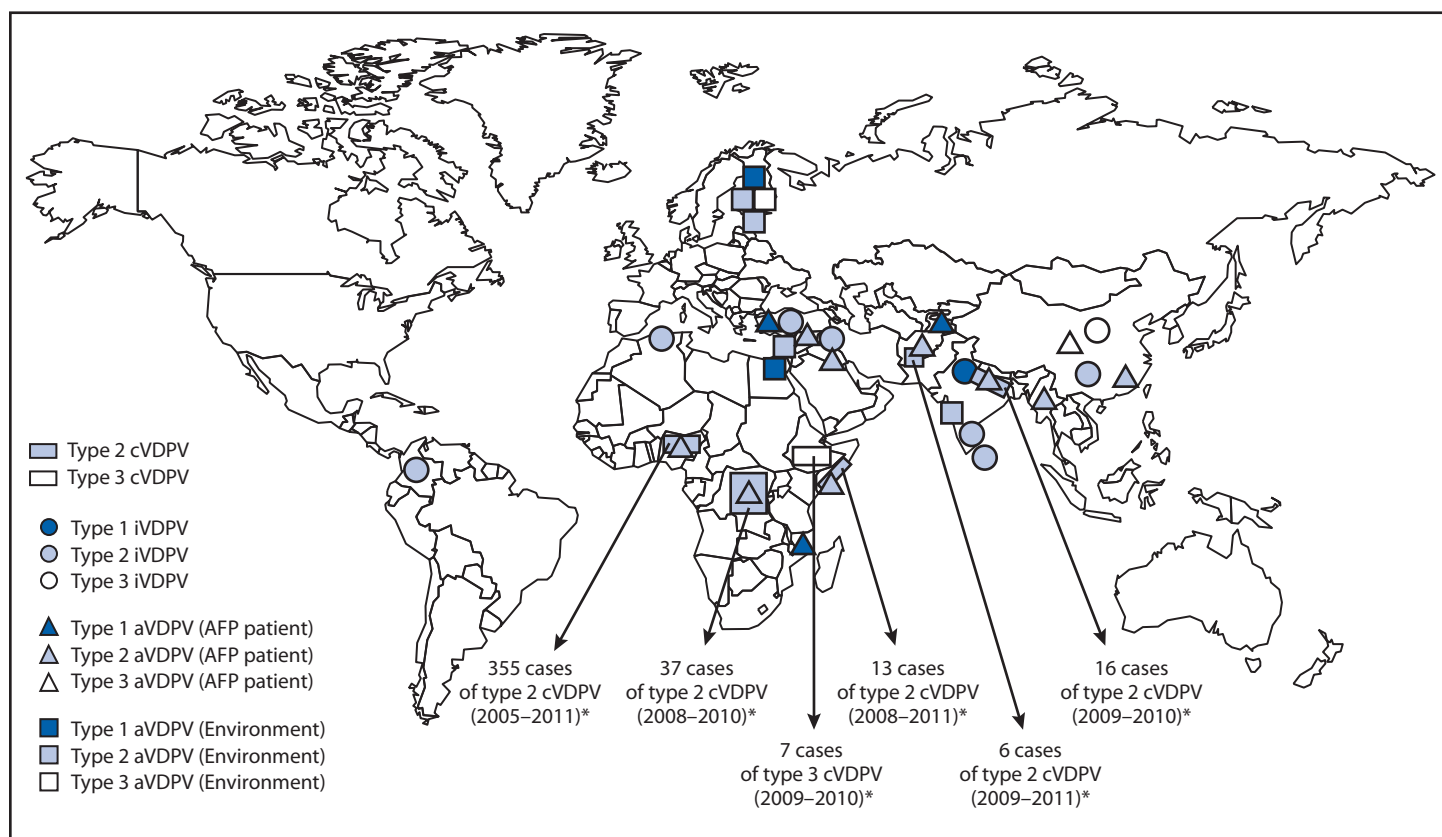 Type 2 cVDPV
Type 3 cVDPV
Type 1 iVDPV
Type 2 iVDPV
Type 3 iVDPV
Type 1 aVDPV (AFP patient)
Type 2 aVDPV (AFP patient)
Type 3 aVDPV (AFP patient)
Type 1 aVDPV (Environment)
Type 2 aVDPV (Environment)
Type 3 aVDPV (Environment)
355 cases
of type 2 cVDPV
(2005–2011)*
37 cases
of type 2 cVDPV
(2008–2010)*
7 cases
of type 3 cVDPV
(2009–2010)*
13 cases
of type 2 cVDPV
(2008–2011)*
6 cases
of type 2 cVDPV
(2009–2011)*
16 cases
of type 2 cVDPV
(2009–2010)*